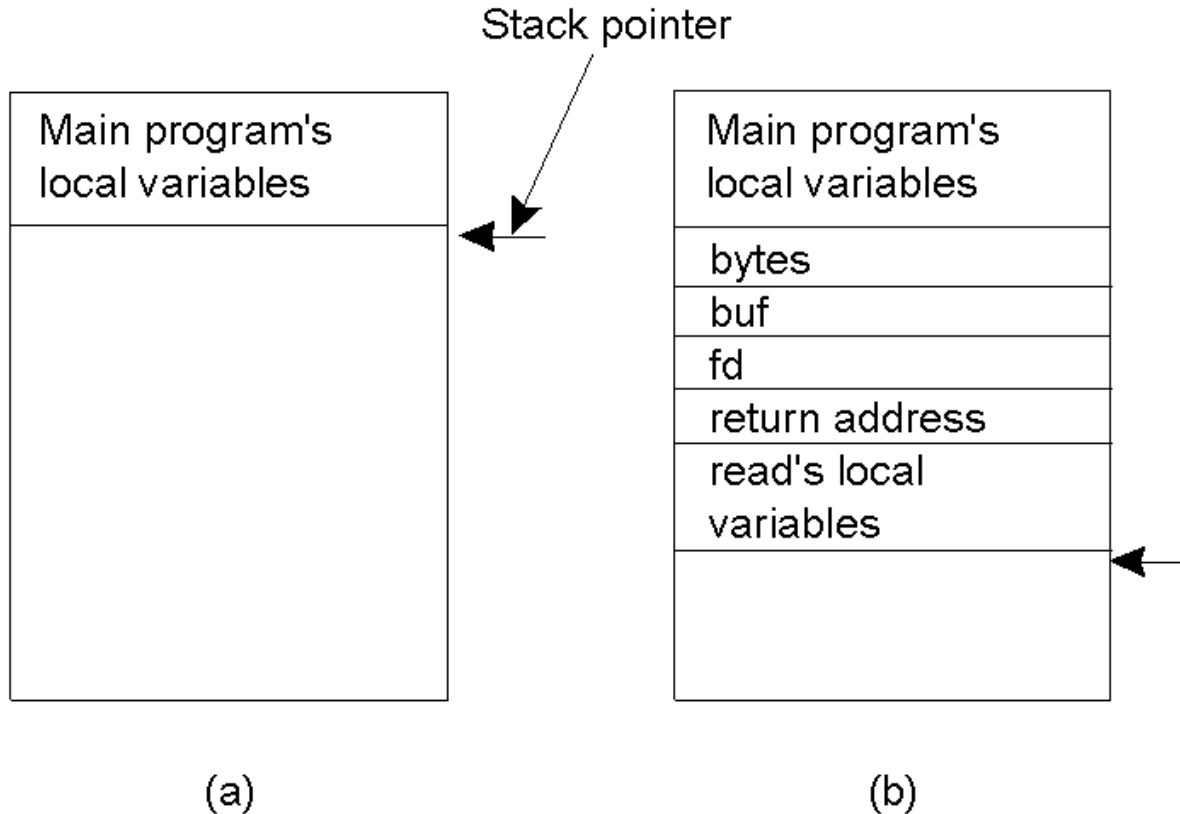 Stack pointer
Main program's
local variables
Main program's
local variables
bytes
buf
fd
return address
read's local
variables
(a)
(b)